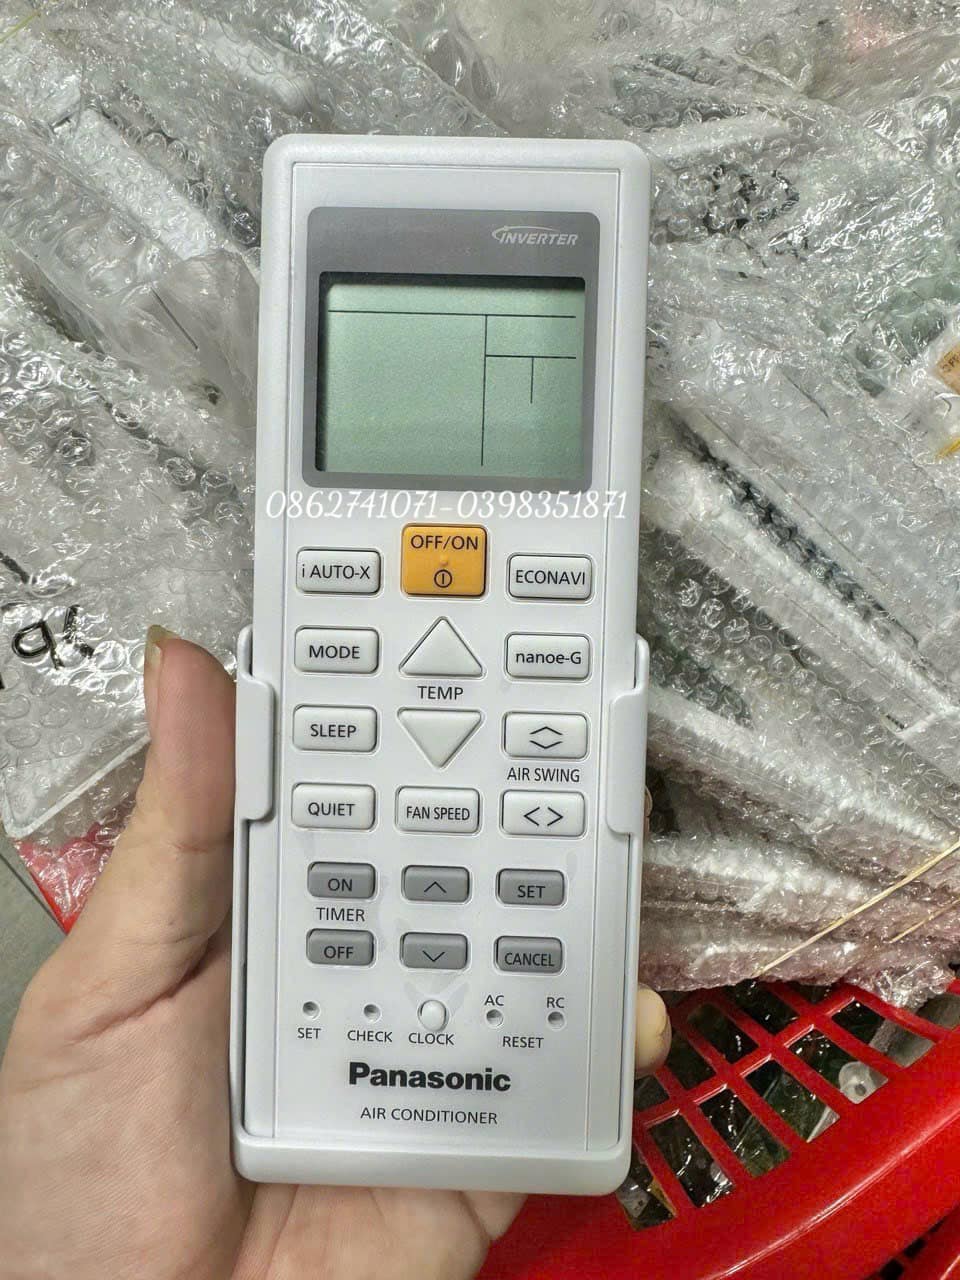 INVERTER
0862741071-0398351871
OFF/ON
i AUTO-X
ECONAVI
MODE
nanoe-G
TEMP
SLEEP
AIR SWING
QUIET
FAN SPEED
ON
SET
TIMER
OFF
CANCEL
AC
RC
SET
CHECK
CLOCK
RESET
Panasonic
AIR CONDITIONER